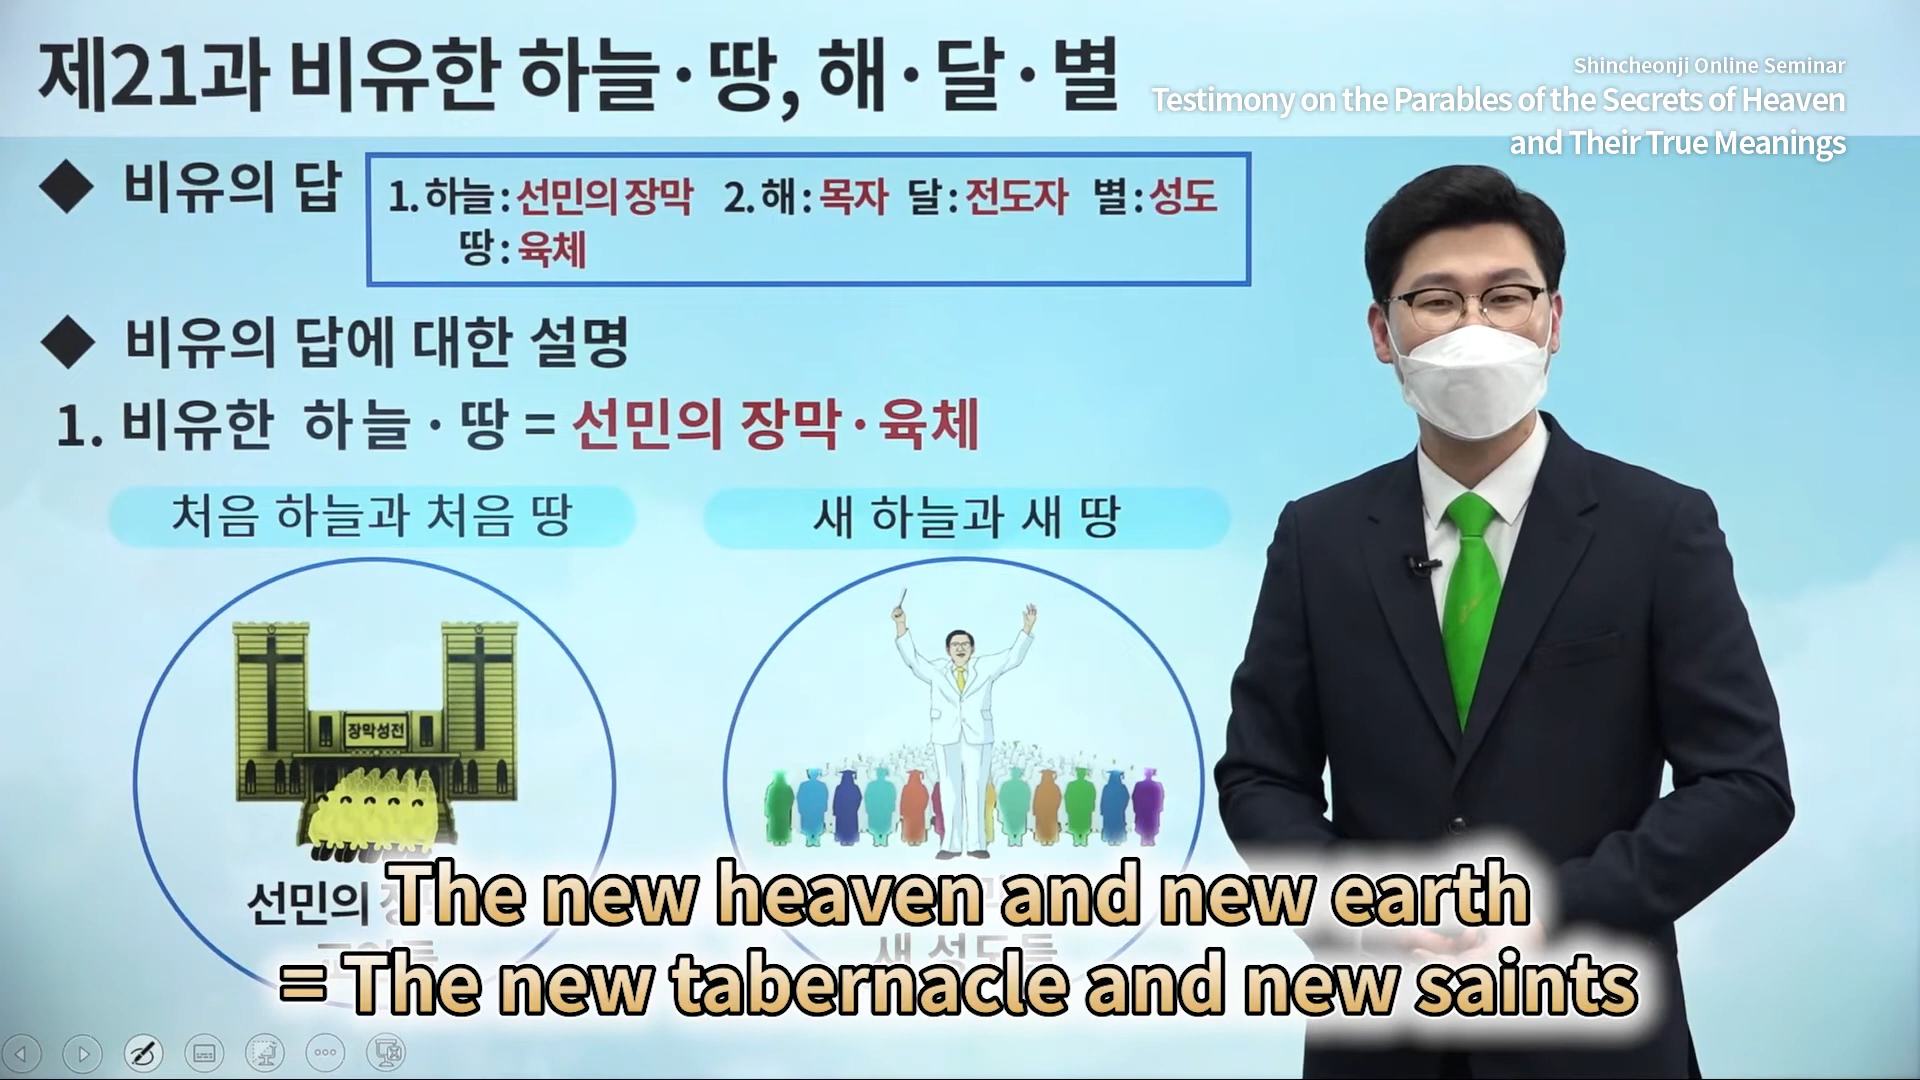 제21과 비유한 하늘·땅, 해·달·별
Shincheonji Online Seminar
Testimony on the Parables of the Secrets of Heaven
and Their True Meanings
◆ 비유의 답
1. 하늘 : 선민의 장막 2. 해 : 목자 달 : 전도자 별 : 성도
땅 : 육체
◆ 비유의 답에 대한 설명
1. 비유한 하늘 · 땅 = 선민의 장막 · 육체
처음 하늘과 처음 땅
새 하늘과 새 땅
장막성전
선민의
새 성도들
The new heaven and new earth
= The new tabernacle and new saints